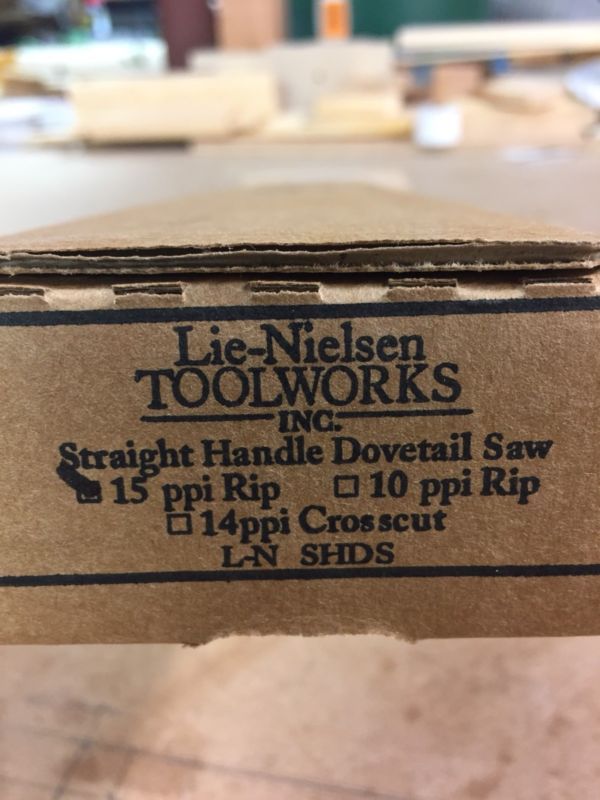 Lie-Nielsen
TOOLWORKS
INC.
Straight Handle Dovetail Saw
☑ 15 ppi Rip ☐ 10 ppi Rip
☐ 14ppi Crosscut
L-N SHDS